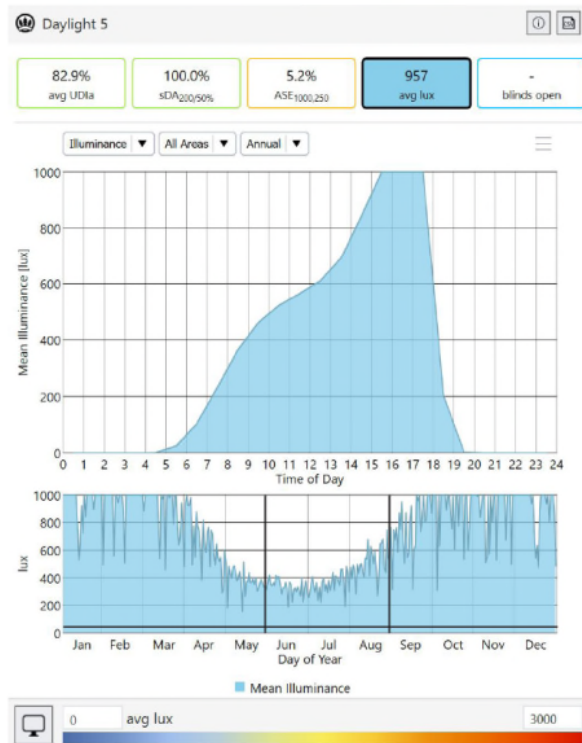 Daylight 5
82.9% 100.0% 5.2% 957 -
avg UDIa sDA200/50% ASE1000,250 avg lux blinds open
Illuminance ▼ All Areas ▼ Annual ▼
Mean Illuminance [lux]
1000
800
600
400
200
0
0 1 2 3 4 5 6 7 8 9 10 11 12 13 14 15 16 17 18 19 20 21 22 23 24
Time of Day
lux
1000
800
600
400
200
0
Jan Feb Mar Apr May Jun Jul Aug Sep Oct Nov Dec
Day of Year
Mean Illuminance
0 avg lux 3000